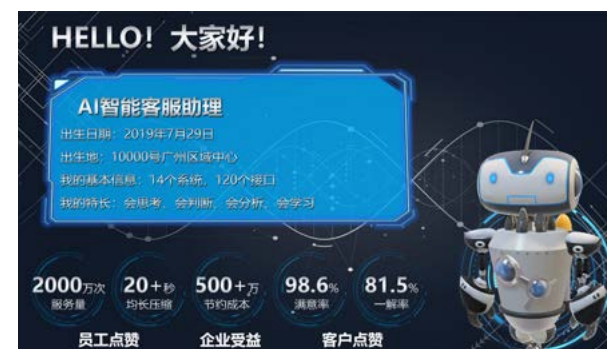 HELLO！大家好！
AI智能客服助理
出生日期：2019年7月29日
出生地：10000号广州区域中心
我的基本信息：14个系统，120个接口
我的特长：会思考、会判断、会分析、会学习
2000万次 20+秒 500+万 98.6% 81.5%
服务量 均长压缩 节约成本 满意率 一解率
员工点赞 企业受益 客户点赞